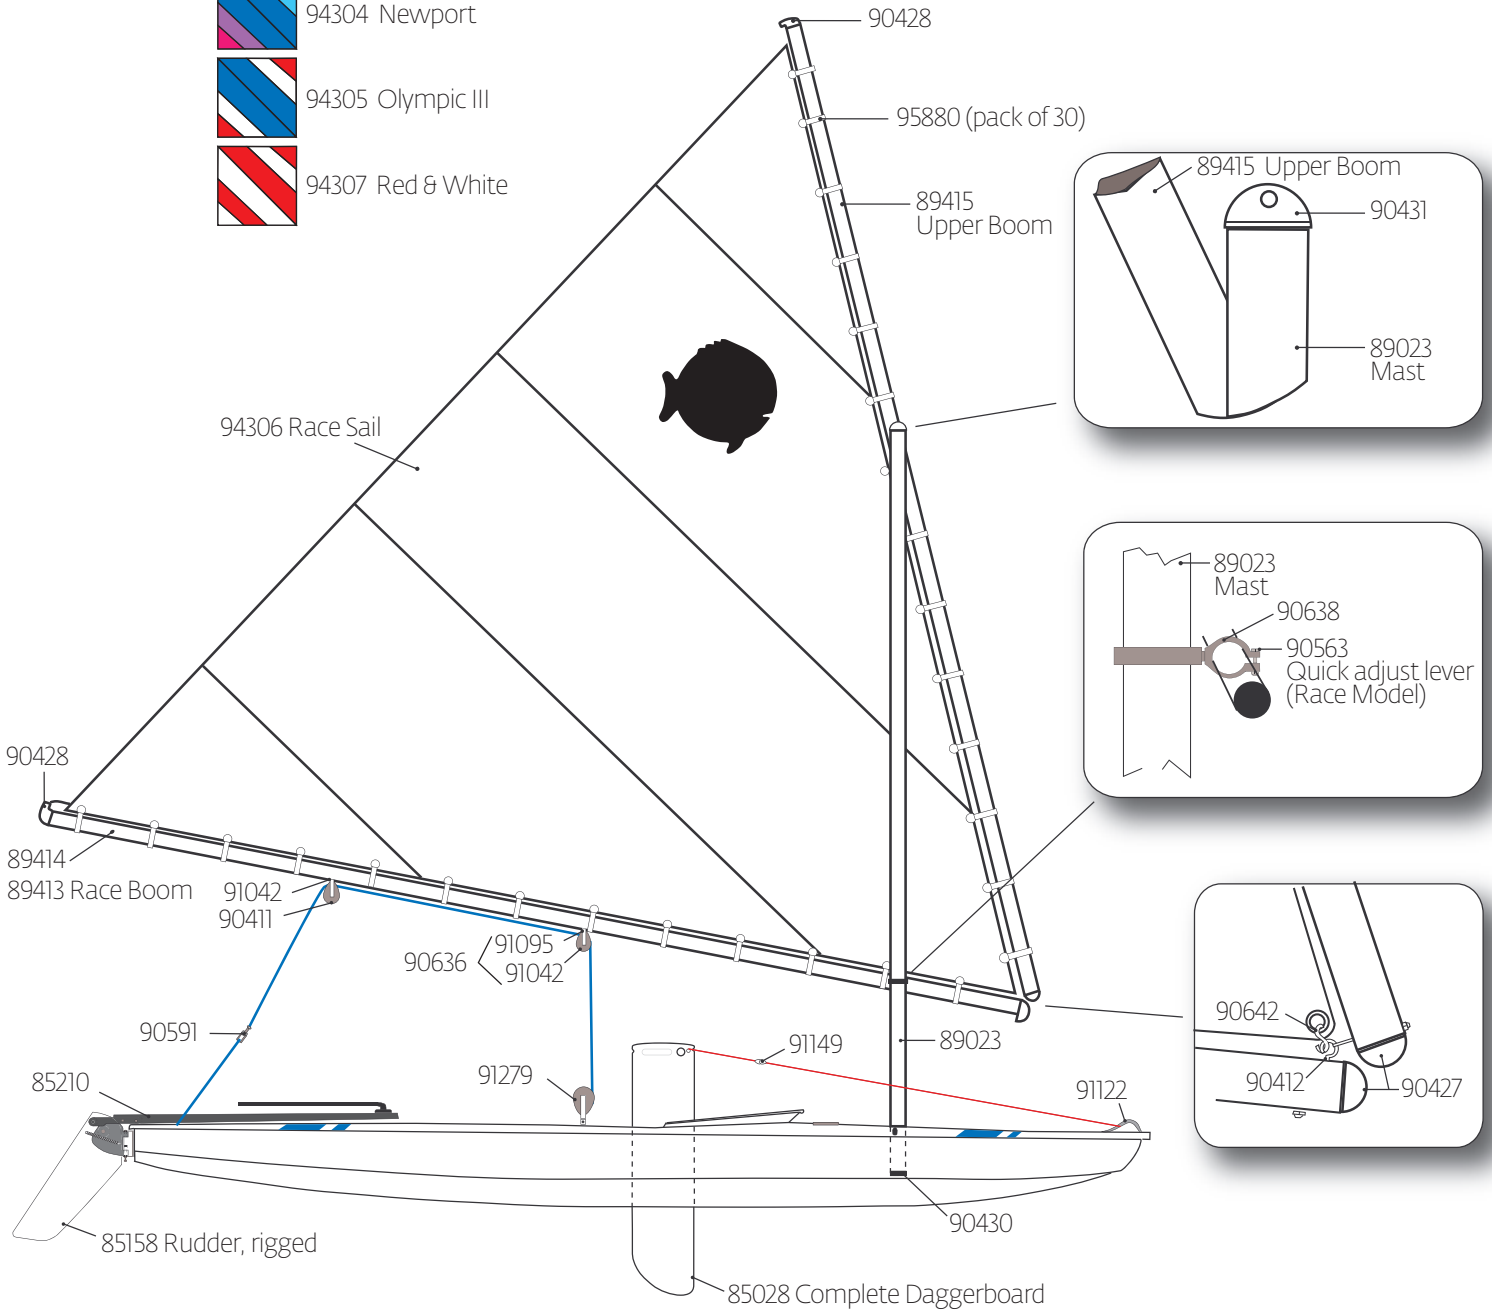 94304 Newport
90428
94305 Olympic III
95880 (pack of 30)
94307 Red & White
89415
Upper Boom
89415 Upper Boom
90431
89023
Mast
94306 Race Sail
89023
Mast
90638
90563
Quick adjust lever
(Race Model)
90428
89414
89413 Race Boom
91042
90411
90636
91095
91042
90591
89023
91149
90642
90412
90427
91279
85210
91122
90430
85158 Rudder, rigged
85028 Complete Daggerboard